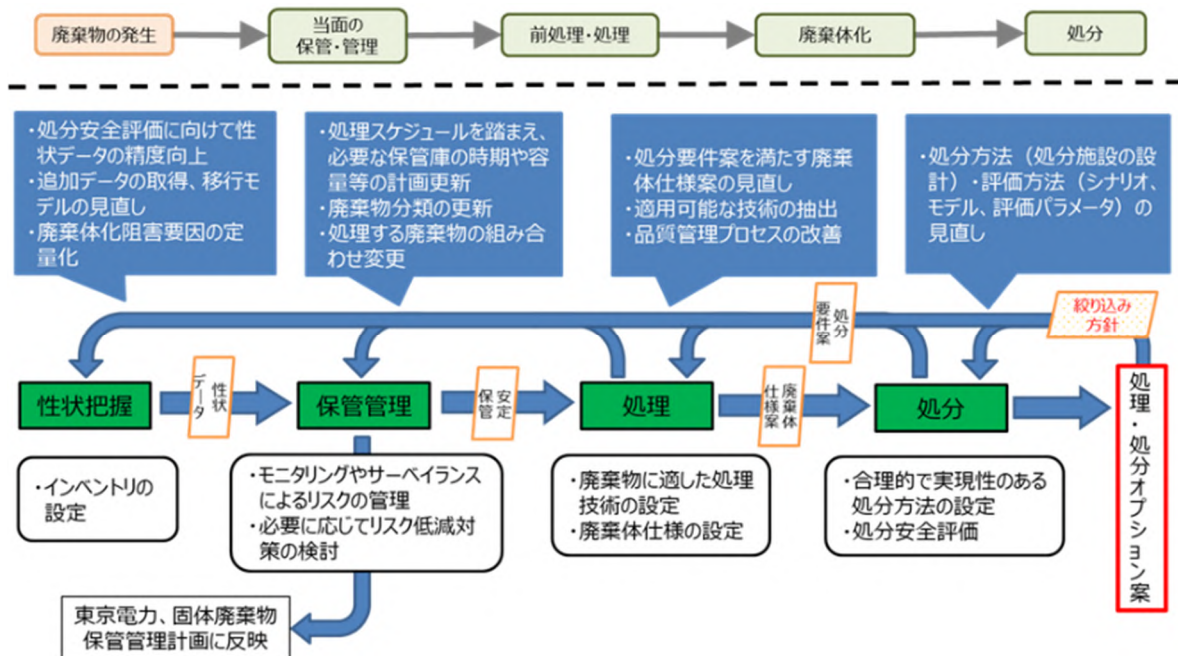 廃棄物の発生
当面の
保管・管理
前処理・処理
廃棄体化
処分
・処分安全評価に向けて性
状データの精度向上
・追加データの取得、移行モ
デルの見直し
・廃棄体化阻害要因の定
量化
・処理スケジュールを踏まえ、
必要な保管庫の時期や容
量等の計画更新
・廃棄物分類の更新
・処理する廃棄物の組み合
わせ変更
・処分要件案を満たす廃棄
体仕様案の見直し
・適用可能な技術の抽出
・品質管理プロセスの改善
・処分方法（処分施設の設
計）・評価方法（シナリオ、
モデル、評価パラメータ）の
見直し
処分
要件案
絞り込み
方針
性状把握
性状
データ
保管管理
安定
保管
処理
廃棄体
仕様案
処分
処理・処分オプション案
・インベントリの
設定
・モニタリングやサーベイランス
によるリスクの管理
・必要に応じてリスク低減対
策の検討
・廃棄物に適した処理
技術の設定
・廃棄体仕様の設定
・合理的で実現性のある
処分方法の設定
・処分安全評価
東京電力、固体廃棄物
保管管理計画に反映